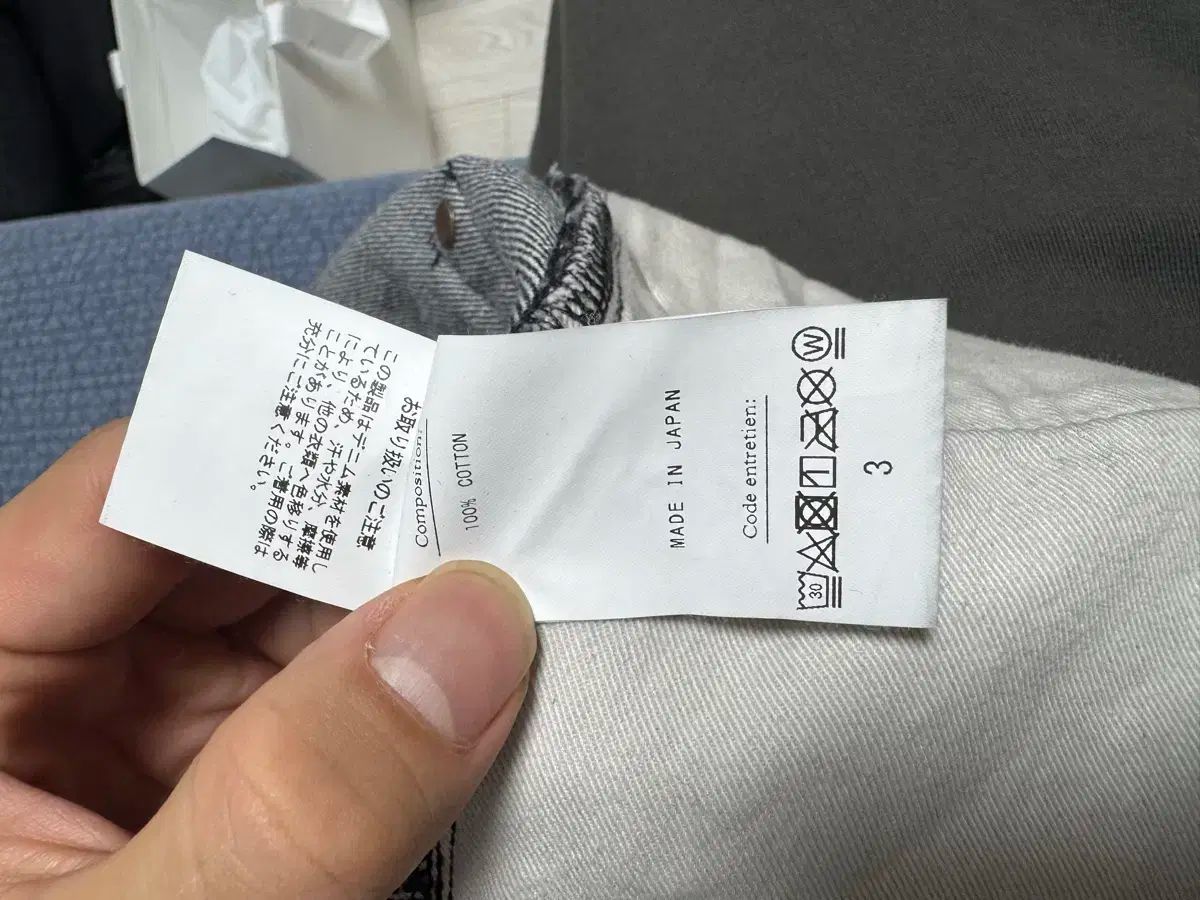 お取り扱いのご注意
この製品はデニム素材を使用し
ているため、汗や水分、摩擦等
により、他の衣類へ色移りする
ことがあります。ご着用の際は
充分にご注意ください。
Composition:
100% COTTON
MADE IN JAPAN
Code entretien:
30
W
3